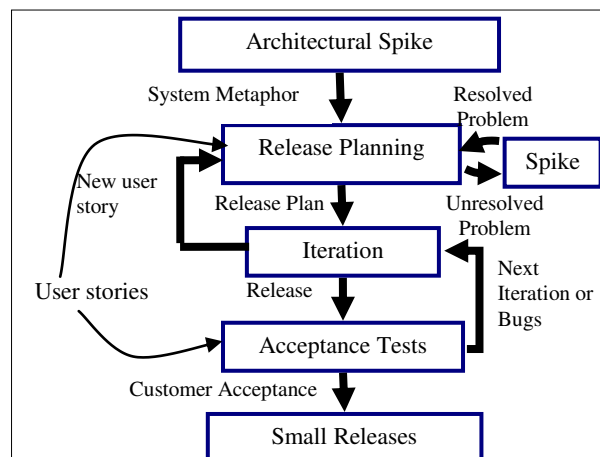 Architectural Spike
System Metaphor
Resolved
Problem
Release Planning
Spike
New user
story
Release Plan
Unresolved
Problem
Iteration
User stories
Release
Next
Iteration or
Bugs
Acceptance Tests
Customer Acceptance
Small Releases